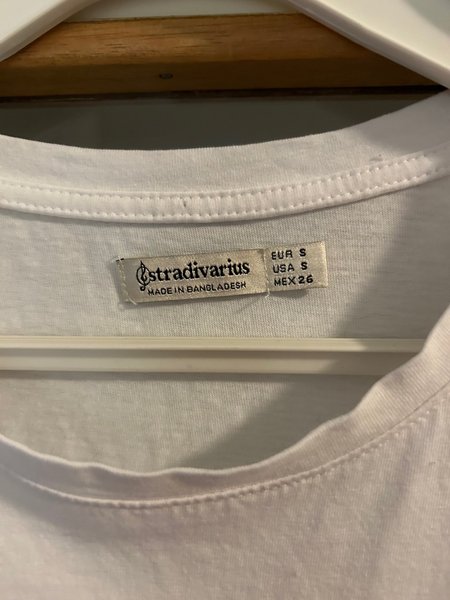 stradivarius
MADE IN BANGLADESH
EUR S
USA S
MEX 26